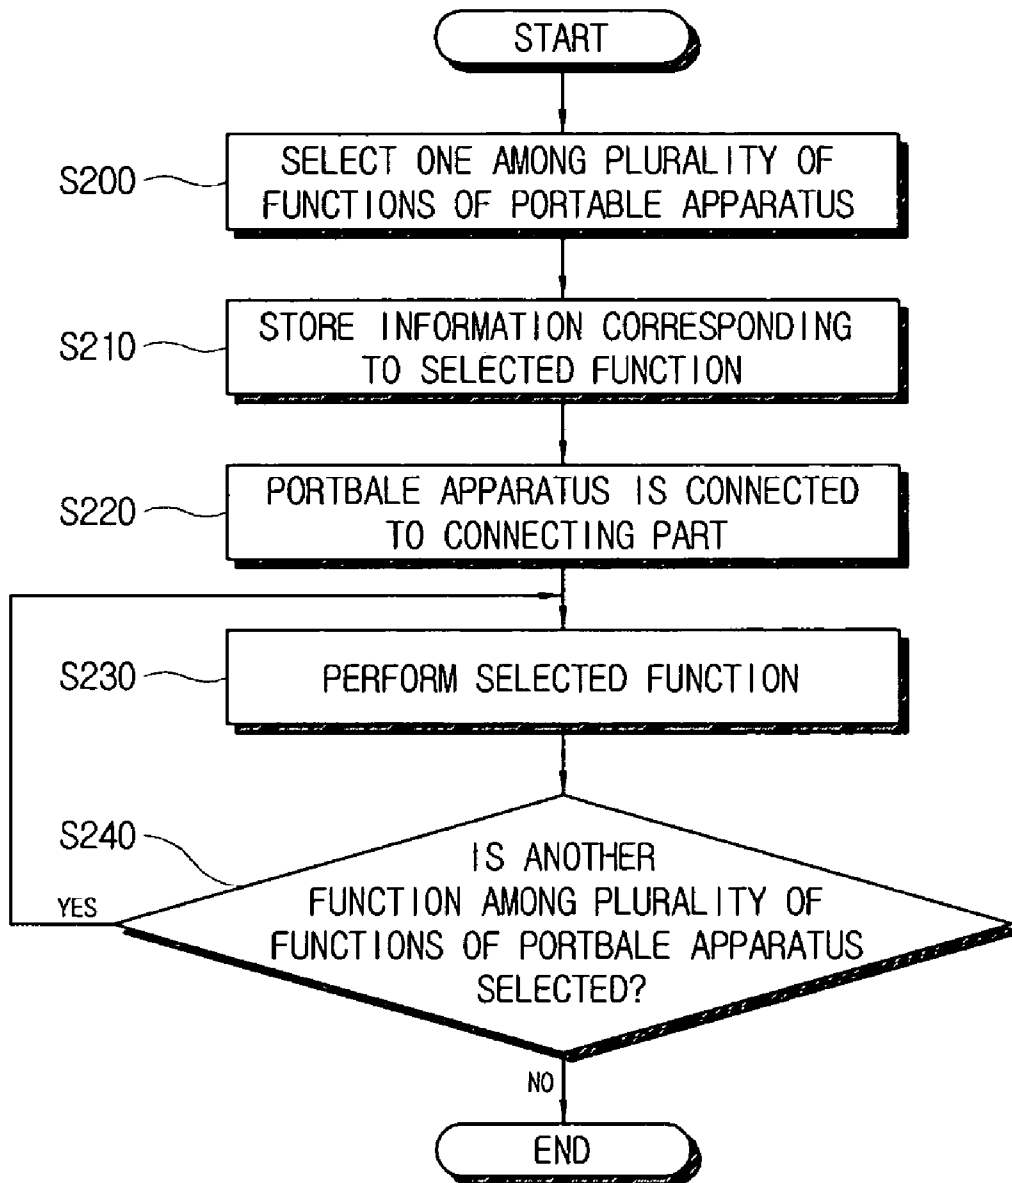 START
S200
SELECT ONE AMONG PLURALITY OF
FUNCTIONS OF PORTABLE APPARATUS
S210
STORE INFORMATION CORRESPONDING
TO SELECTED FUNCTION
S220
PORTBALE APPARATUS IS CONNECTED
TO CONNECTING PART
S230
PERFORM SELECTED FUNCTION
S240
IS ANOTHER
FUNCTION AMONG PLURALITY OF
FUNCTIONS OF PORTBALE APPARATUS
SELECTED?
YES
NO
END